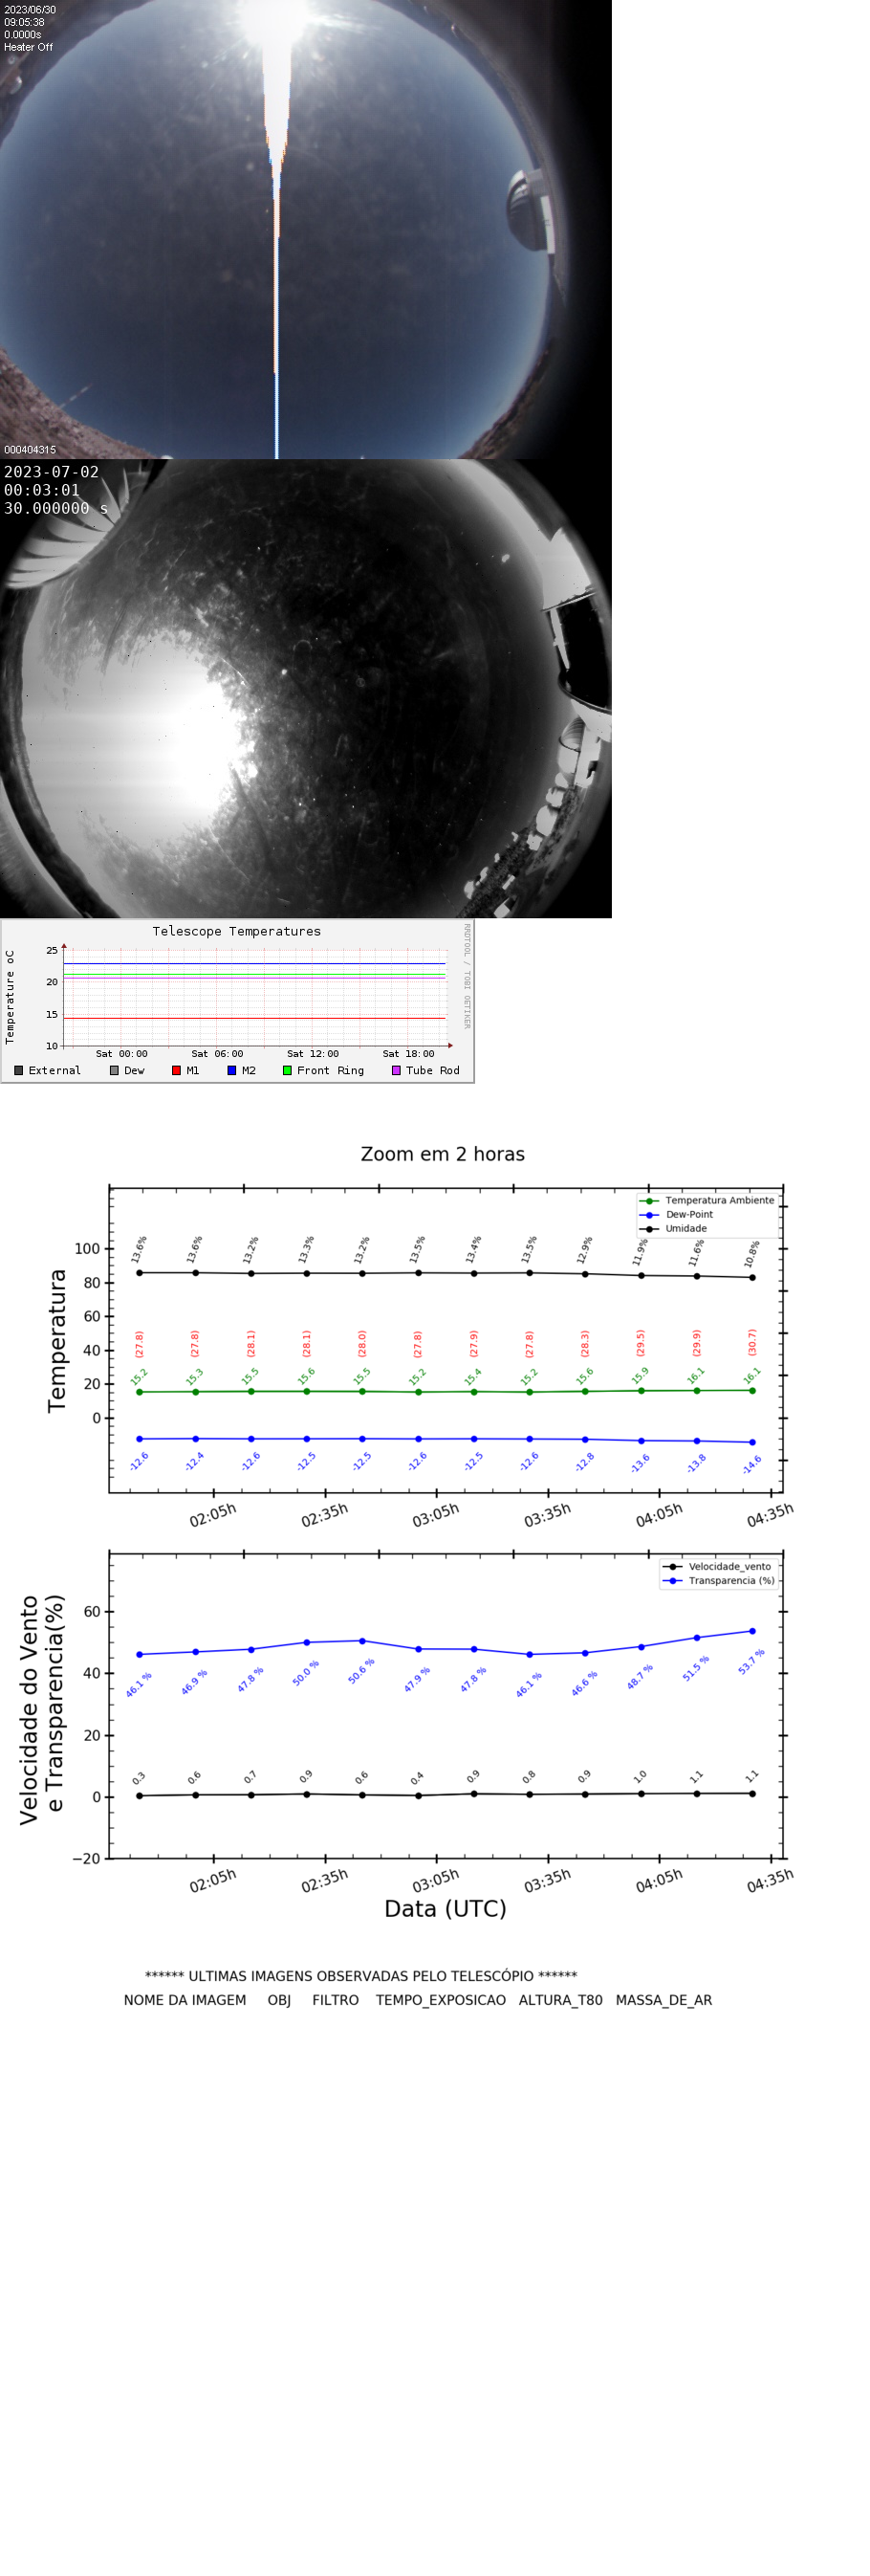 2023/06/30
09:05:38
0.0000s
Heater Off
000404315
2023-07-02
00:03:01
30.000000 s
Telescope Temperatures
RRDTOOL / TOBI OETIKER
Temperature oC
25
20
15
10
Sat 00:00 Sat 06:00 Sat 12:00 Sat 18:00
External Dew M1 M2 Front Ring Tube Rod
Zoom em 2 horas
Temperatura Ambiente
Dew-Point
Umidade
Temperatura
100
80
60
40
20
0
13.6% 13.6% 13.2% 13.3% 13.2% 13.5% 13.4% 13.5% 12.9% 11.9% 11.6% 10.8%
(27.8) (27.8) (28.1) (28.1) (28.0) (27.8) (27.9) (27.8) (28.3) (29.5) (29.9) (30.7)
15.2 15.3 15.5 15.6 15.5 15.2 15.4 15.2 15.6 15.9 16.1 16.1
-12.6 -12.4 -12.6 -12.5 -12.5 -12.6 -12.5 -12.6 -12.8 -13.6 -13.8 -14.6
02:05h 02:35h 03:05h 03:35h 04:05h 04:35h
Velocidade_vento
Transparencia (%)
Velocidade do Vento
e Transparencia(%)
60
40
20
0
−20
46.1 % 46.9 % 47.8 % 50.0 % 50.6 % 47.9 % 47.8 % 46.1 % 46.6 % 48.7 % 51.5 % 53.7 %
0.3 0.6 0.7 0.9 0.6 0.4 0.9 0.8 0.9 1.0 1.1 1.1
02:05h 02:35h 03:05h 03:35h 04:05h 04:35h
Data (UTC)
****** ULTIMAS IMAGENS OBSERVADAS PELO TELESCÓPIO ******
NOME DA IMAGEM OBJ FILTRO TEMPO_EXPOSICAO ALTURA_T80 MASSA_DE_AR